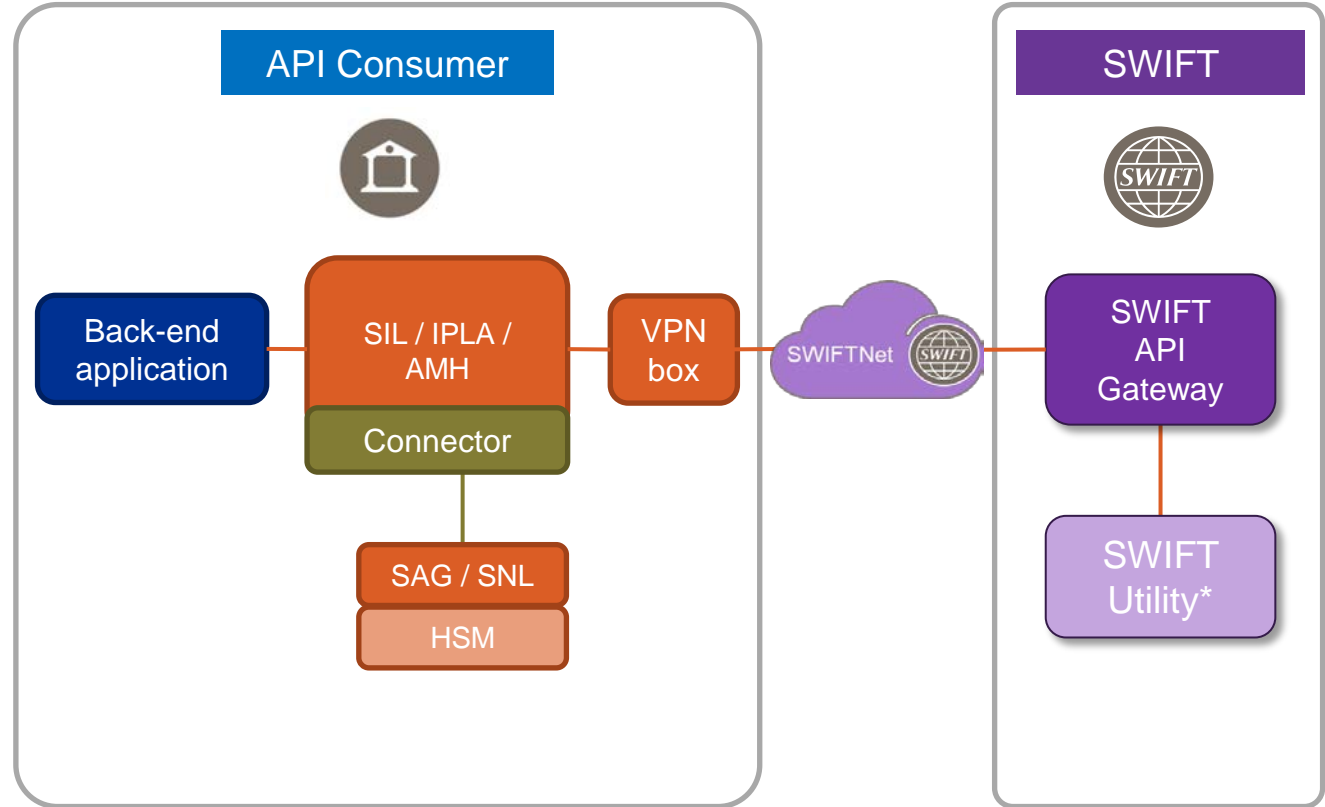 API Consumer
SWIFT
SWIFT
Back-end
application
SIL / IPLA /
AMH
Connector
VPN
box
SWIFTNet
SWIFT
SWIFT
API
Gateway
SAG / SNL
HSM
SWIFT
Utility*